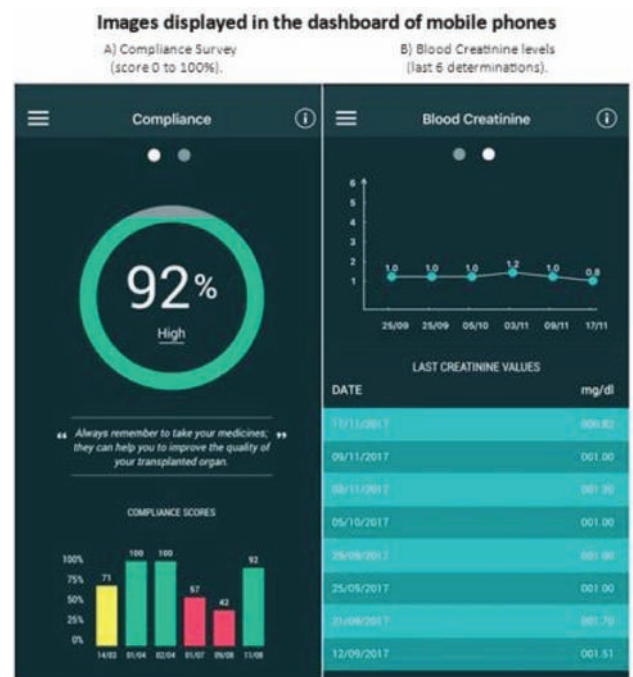 Images displayed in the dashboard of mobile phones
A) Compliance Survey
(score 0 to 100%).
B) Blood Creatinine levels
(last 6 determinations).
Compliance
92%
High
“ Always remember to take your medicines; ”
they can help you to improve the quality of
your transplanted organ.
COMPLIANCE SCORES
100%
75%
50%
25%
0%
71 100 100 57 42 92
14/03 01/04 02/04 01/07 09/08 11/08
Blood Creatinine
6
5
4
3
2
1
1.0 1.0 1.0 1.2 1.0 0.8
25/09 25/09 05/10 03/11 09/11 17/11
LAST CREATININE VALUES
DATE mg/dl
17/11/2017
09/11/2017 001.00
05/10/2017 001.00
25/05/2017 001.00
001.70
12/09/2017 001.51